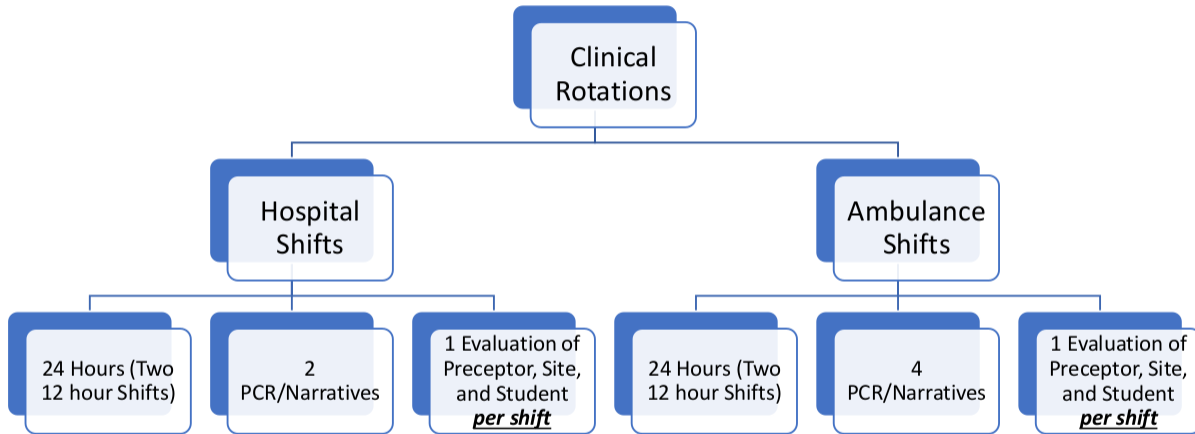 Clinical
Rotations
Hospital
Shifts
Ambulance
Shifts
24 Hours (Two
12 hour Shifts)
2
PCR/Narratives
1 Evaluation of
Preceptor, Site,
and Student
per shift
24 Hours (Two
12 hour Shifts)
4
PCR/Narratives
1 Evaluation of
Preceptor, Site,
and Student
per shift